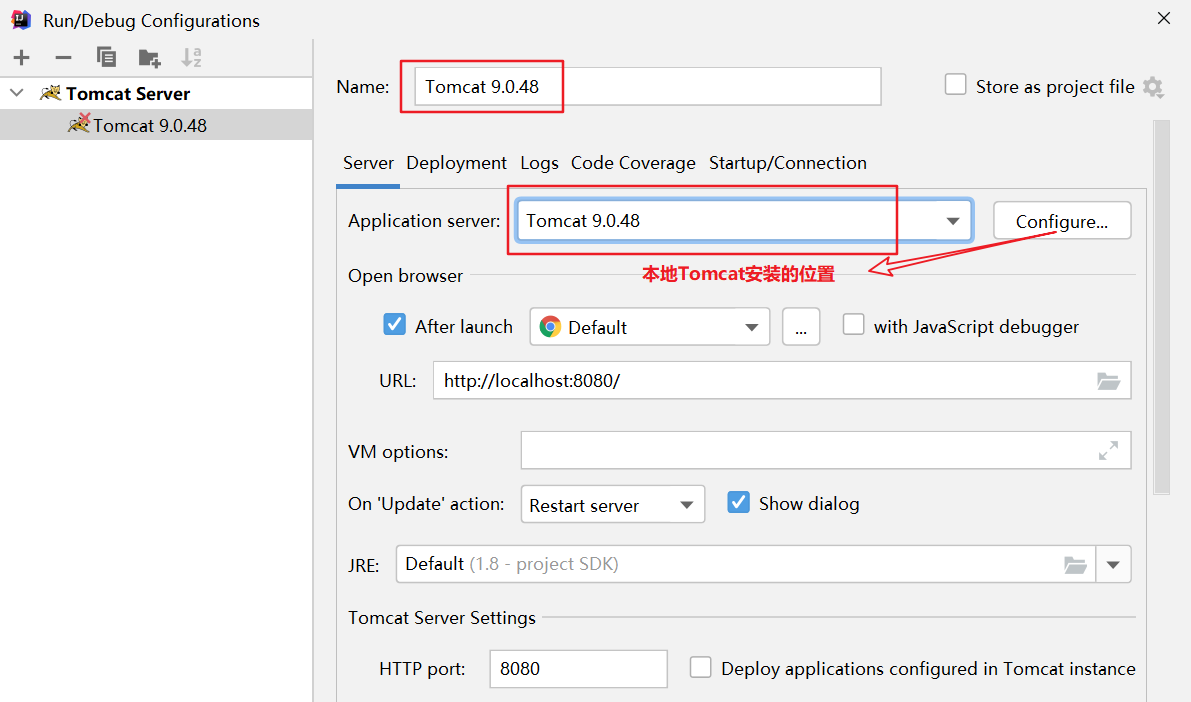 Run/Debug Configurations
Tomcat Server
Tomcat 9.0.48
Name: Tomcat 9.0.48 Store as project file
Server Deployment Logs Code Coverage Startup/Connection
Application server: Tomcat 9.0.48 Configure...
本地Tomcat安装的位置
Open browser
After launch Default ... with JavaScript debugger
URL: http://localhost:8080/
VM options:
On 'Update' action: Restart server Show dialog
JRE: Default (1.8 - project SDK)
Tomcat Server Settings
HTTP port: 8080 Deploy applications configured in Tomcat instance